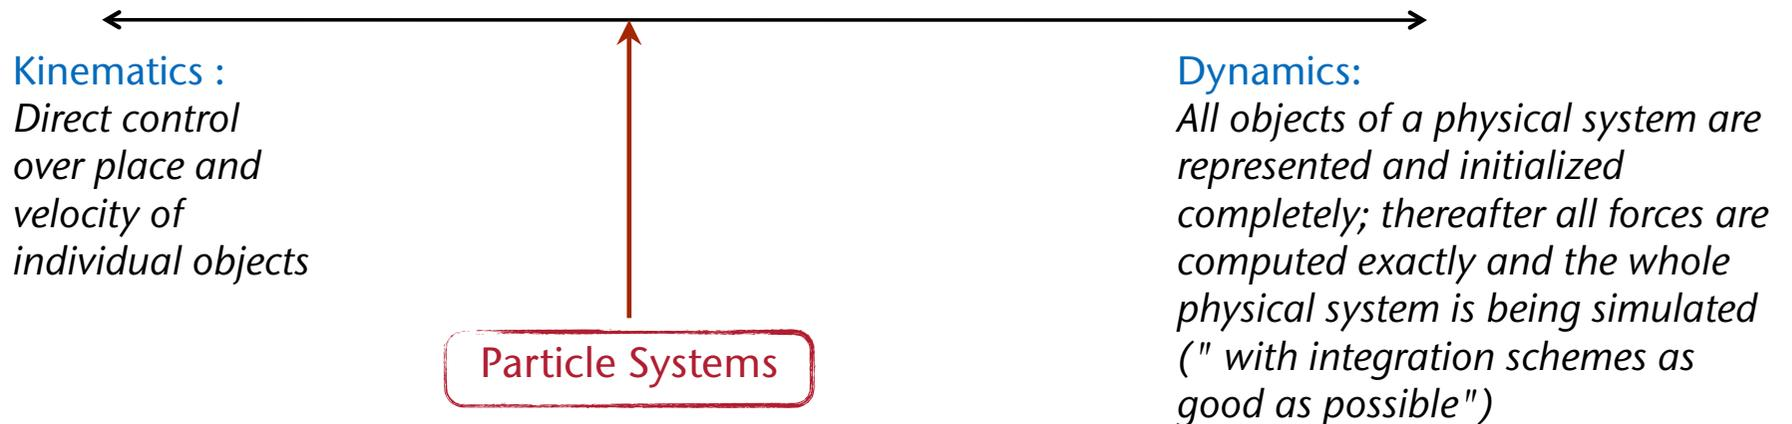 Kinematics :
Direct control
over place and
velocity of
individual objects
Particle Systems
Dynamics:
All objects of a physical system are
represented and initialized
completely; thereafter all forces are
computed exactly and the whole
physical system is being simulated
(" with integration schemes as
good as possible")